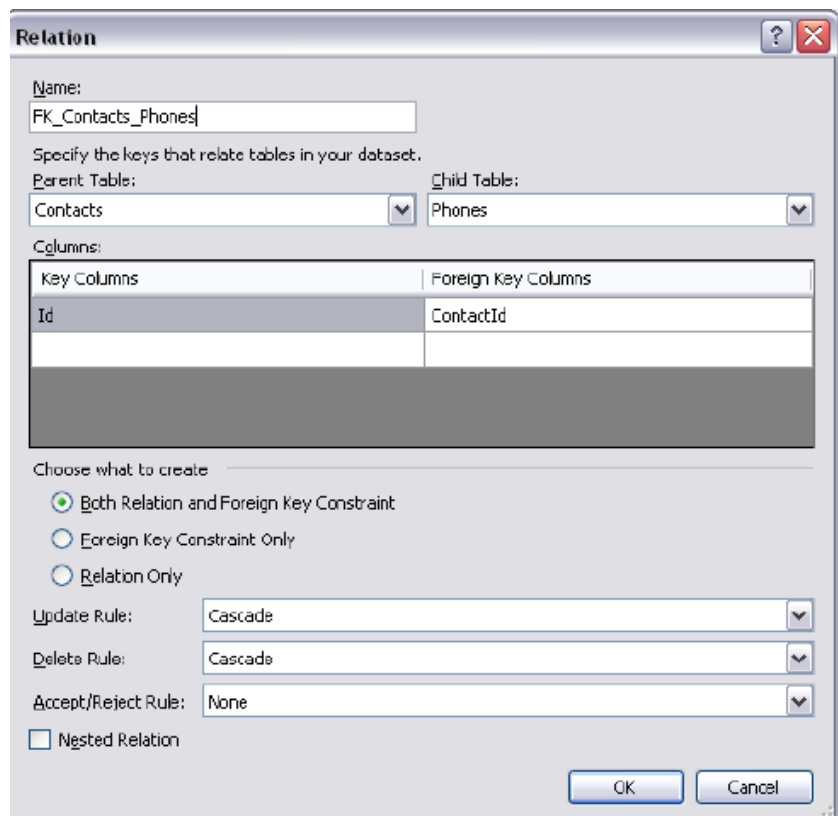 Relation
Name:
FK_Contacts_Phones
Specify the keys that relate tables in your dataset.
Parent Table: Child Table:
Contacts Phones
Columns:
Key Columns Foreign Key Columns
Id ContactId
Choose what to create
Both Relation and Foreign Key Constraint
Foreign Key Constraint Only
Relation Only
Update Rule: Cascade
Delete Rule: Cascade
Accept/Reject Rule: None
Nested Relation
OK Cancel